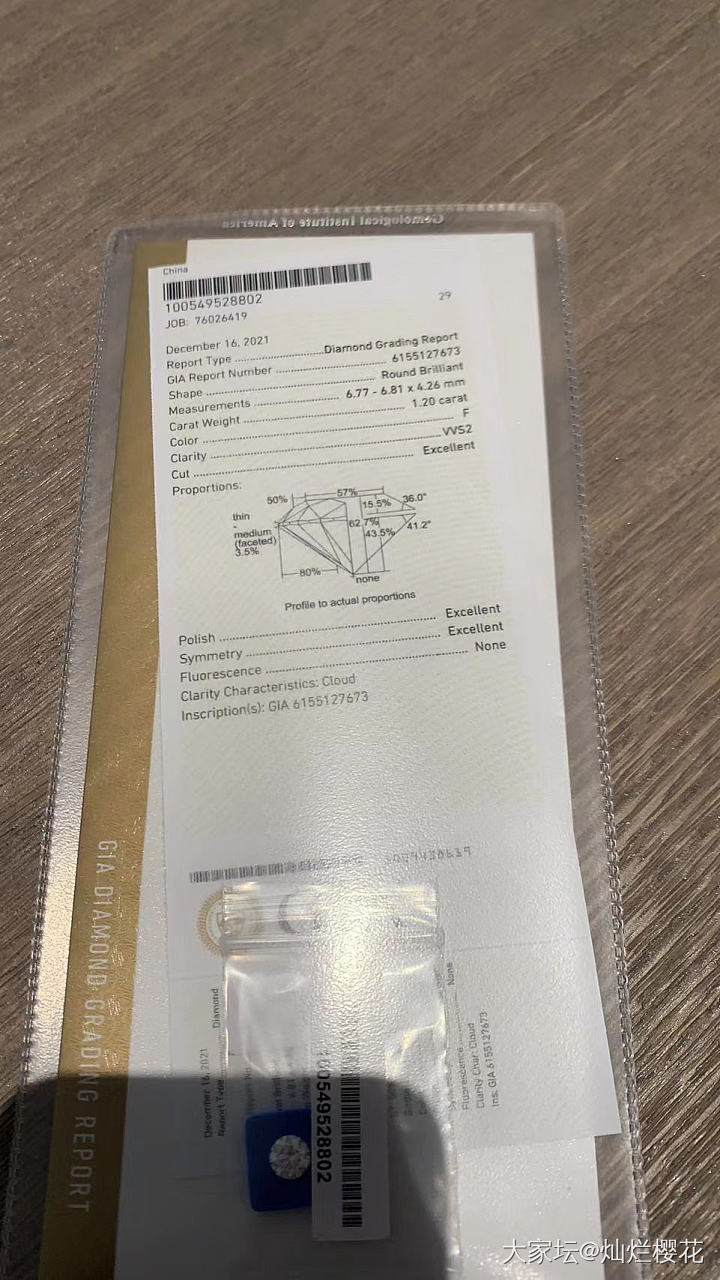 Gemological Institute of America
China
100549528802
JOB: 76026419
29
December 16, 2021
Report Type ........ Diamond Grading Report
GIA Report Number ........ 6155127673
Shape ........ Round Brilliant
Measurements ........ 6.77 - 6.81 x 4.26 mm
Carat Weight ........ 1.20 carat
Color ........ F
Clarity ........ VVS2
Cut ........ Excellent
Proportions:
50% 57% 15.5% 36.0°
thin
-
medium
(faceted)
3.5%
62.7% 43.5% 41.2°
80%
none
Profile to actual proportions
Polish ........ Excellent
Symmetry ........ Excellent
Fluorescence ........ None
Clarity Characteristics: Cloud
Inscription(s): GIA 6155127673
GIA DIAMOND GRADING REPORT
December 16, 2021
Report Type ........ Diamond
Fluorescence ........ None
Clarity Char: Cloud
Ins: GIA 6155127673
100549528802
大家坛@灿烂樱花